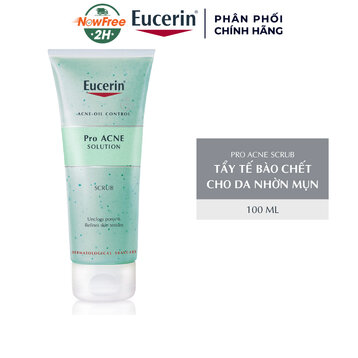 NowFree
2H
Eucerin®
PHÂN PHỐI
CHÍNH HÃNG
Eucerin®
ACNE-OIL CONTROL
Pro ACNE
SOLUTION
SCRUB
Unclogs pores &
Refines skin texture
DERMATOLOGICAL SKINCARE
PRO ACNE SCRUB
TẨY TẾ BÀO CHẾT
CHO DA NHỜN MỤN
100 ML